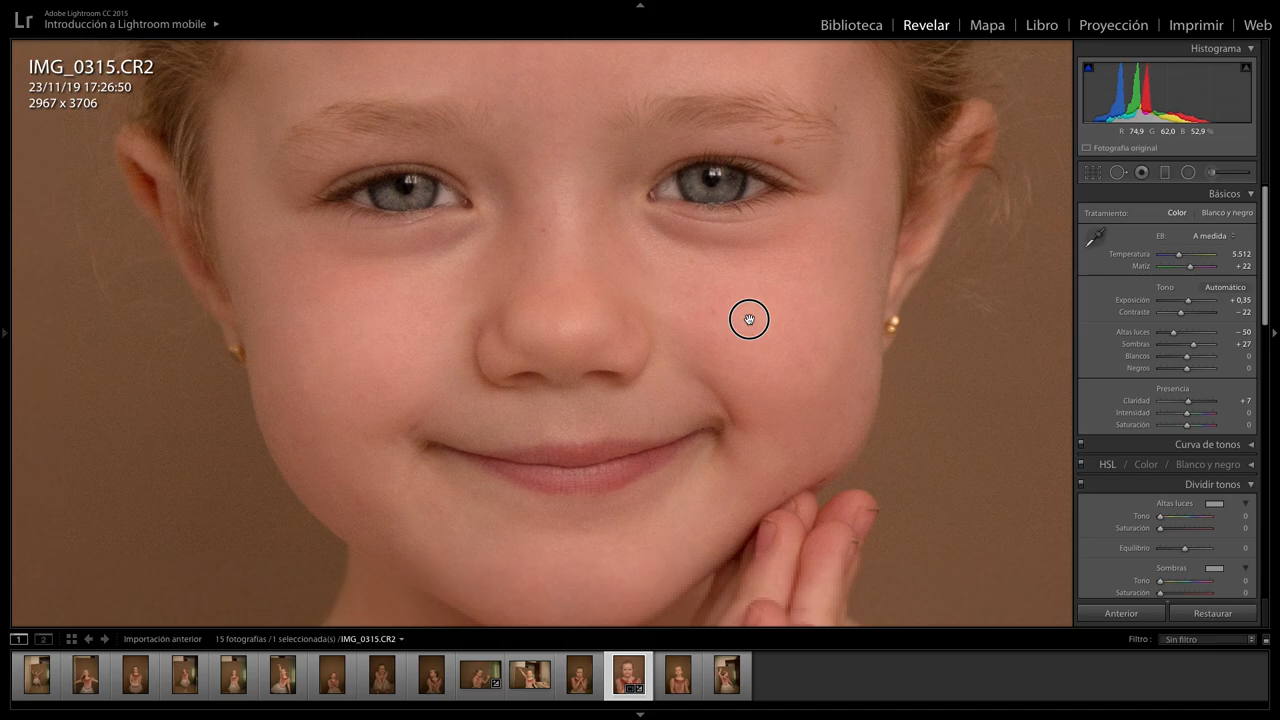 Lr
Adobe Lightroom CC 2015
Introducción a Lightroom mobile
Biblioteca | Revelar | Mapa | Libro | Proyección | Imprimir | Web
IMG_0315.CR2
23/11/19 17:26:50
2967 x 3706
Histograma
R 74,9 G 62,0 B 52,9 %
Fotografía original
Básicos
Tratamiento: Color | Blanco y negro
EB: A medida
Temperatura 5.512
Matiz + 22
Tono Automático
Exposición + 0,35
Contraste − 22
Altas luces − 50
Sombras + 27
Blancos 0
Negros 0
Presencia
Claridad + 7
Intensidad 0
Saturación 0
Curva de tonos
HSL / Color / Blanco y negro
Dividir tonos
Altas luces
Tono 0
Saturación 0
Equilibrio 0
Sombras
Tono 0
Saturación 0
Anterior Restaurar
1 2 Importación anterior 15 fotografías /1 seleccionada(s) /IMG_0315.CR2 Filtro : Sin filtro